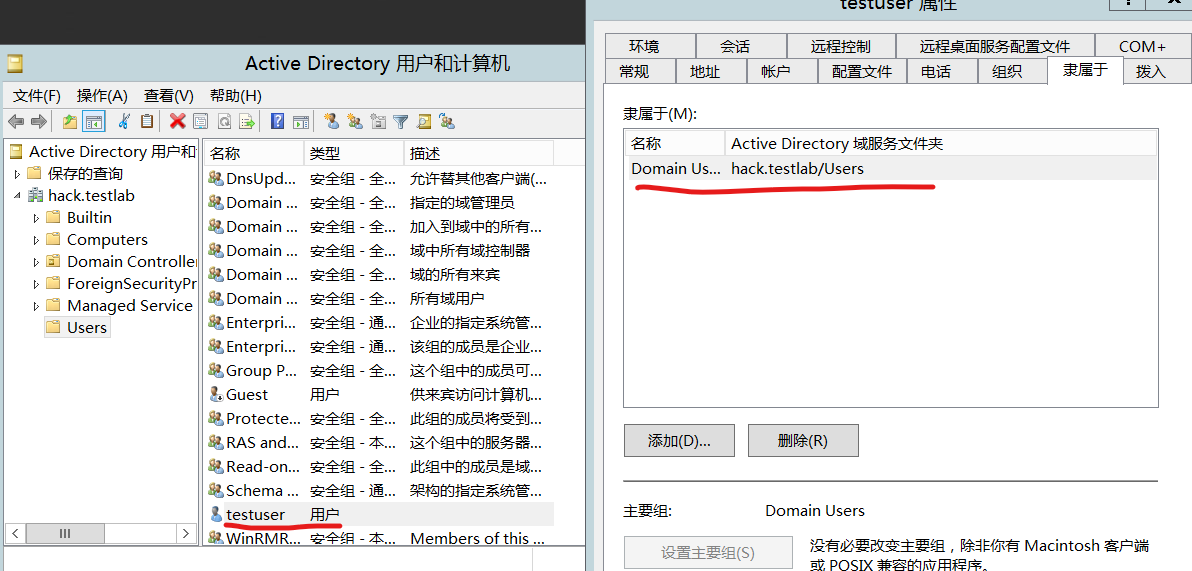 Active Directory 用户和计算机
文件(F) 操作(A) 查看(V) 帮助(H)
Active Directory 用户和
保存的查询
hack.testlab
Builtin
Computers
Domain Controller
ForeignSecurityPr
Managed Service
Users
名称 类型 描述
DnsUpd... 安全组 - 全... 允许替其他客户端(...
Domain ... 安全组 - 全... 指定的域管理员
Domain ... 安全组 - 全... 加入到域中的所有...
Domain ... 安全组 - 全... 域中所有域控制器
Domain ... 安全组 - 全... 域的所有来宾
Domain ... 安全组 - 全... 所有域用户
Enterpri... 安全组 - 通... 企业的指定系统管...
Enterpri... 安全组 - 通... 该组的成员是企业...
Group P... 安全组 - 全... 这个组中的成员可...
Guest 用户 供来宾访问计算机...
Protecte... 安全组 - 全... 此组的成员将受到...
RAS and... 安全组 - 本... 这个组中的服务器...
Read-on... 安全组 - 全... 此组中的成员是域...
Schema ... 安全组 - 通... 架构的指定系统管...
testuser 用户
WinRMR... 安全组 - 本... Members of this ...
testuser 属性
环境 会话 远程控制 远程桌面服务配置文件 COM+
常规 地址 帐户 配置文件 电话 组织 隶属于 拨入
隶属于(M):
名称 Active Directory 域服务文件夹
Domain Us... hack.testlab/Users
添加(D)... 删除(R)
主要组: Domain Users
设置主要组(S)
没有必要改变主要组，除非你有 Macintosh 客户端
或 POSIX 兼容的应用程序。